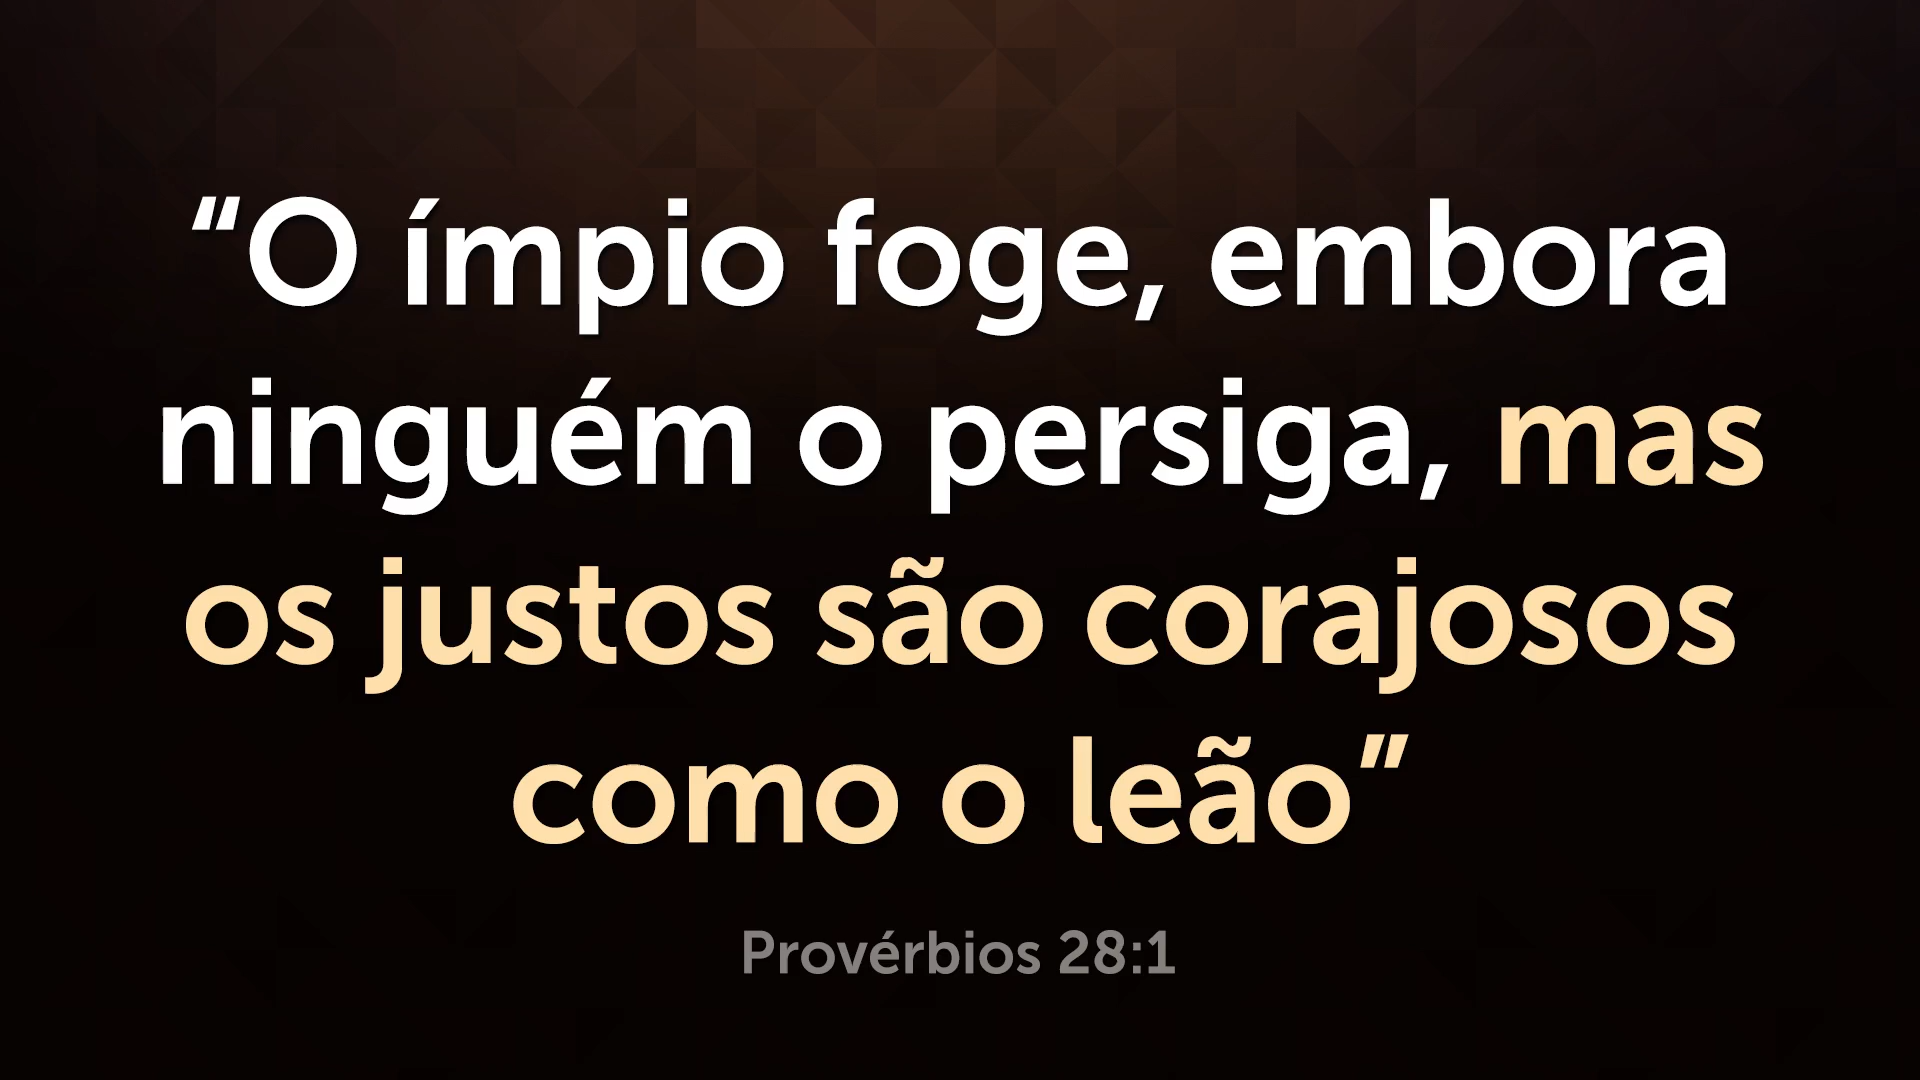 “O ímpio foge, embora
ninguém o persiga, mas
os justos são corajosos
como o leão”
Provérbios 28:1